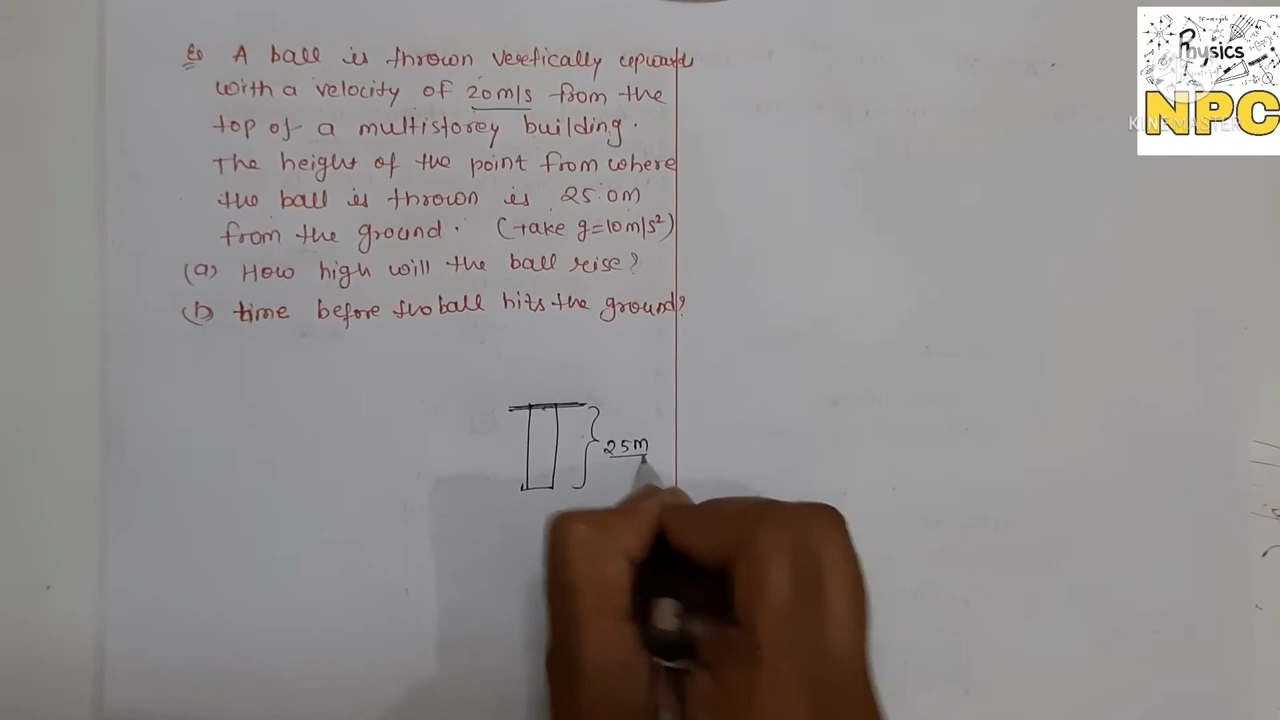 Eg A ball is thrown vertically upward
with a velocity of 20m/s from the
top of a multistorey building.
The height of the point from where
the ball is thrown is 25.0m
from the ground. (take g=10m/s²)
(a) How high will the ball rise?
(b) time before the ball hits the ground?
25m
Physics
NPC
KINEMASTER